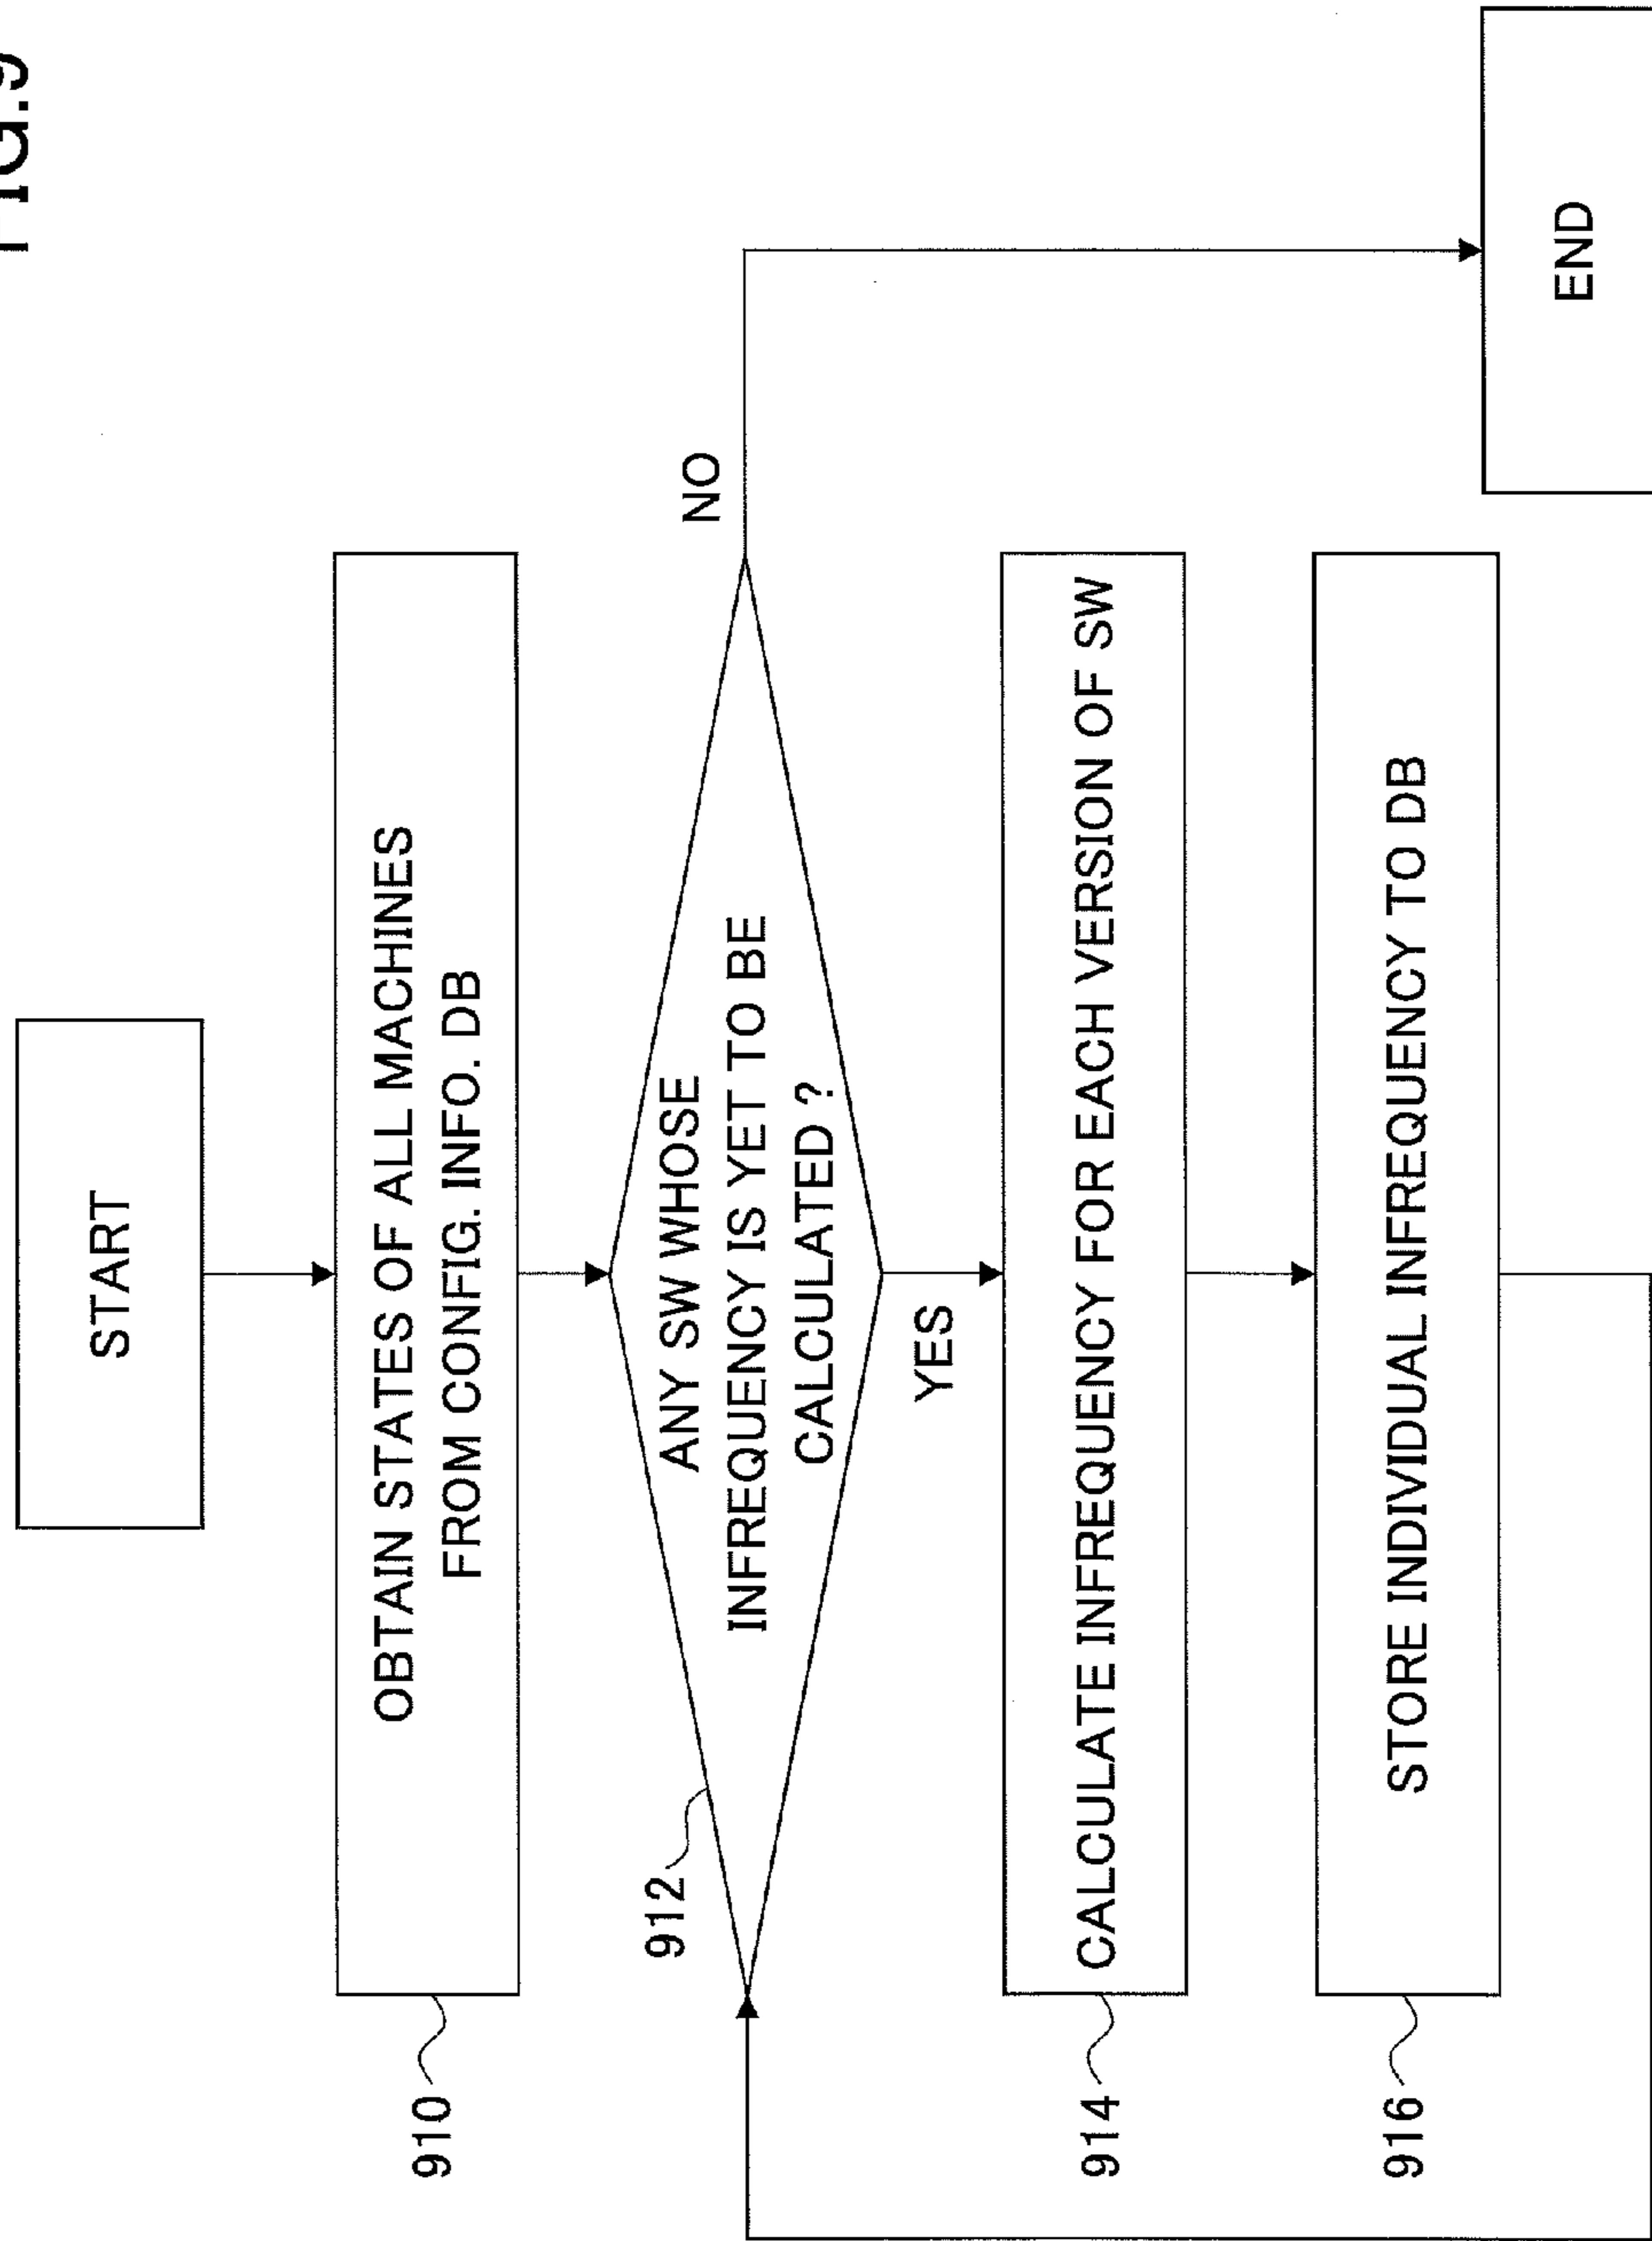 FIG.9
START
910
OBTAIN STATES OF ALL MACHINES
FROM CONFIG. INFO. DB
912
ANY SW WHOSE
INFREQUENCY IS YET TO BE
CALCULATED ?
NO
YES
914
CALCULATE INFREQUENCY FOR EACH VERSION OF SW
916
STORE INDIVIDUAL INFREQUENCY TO DB
END